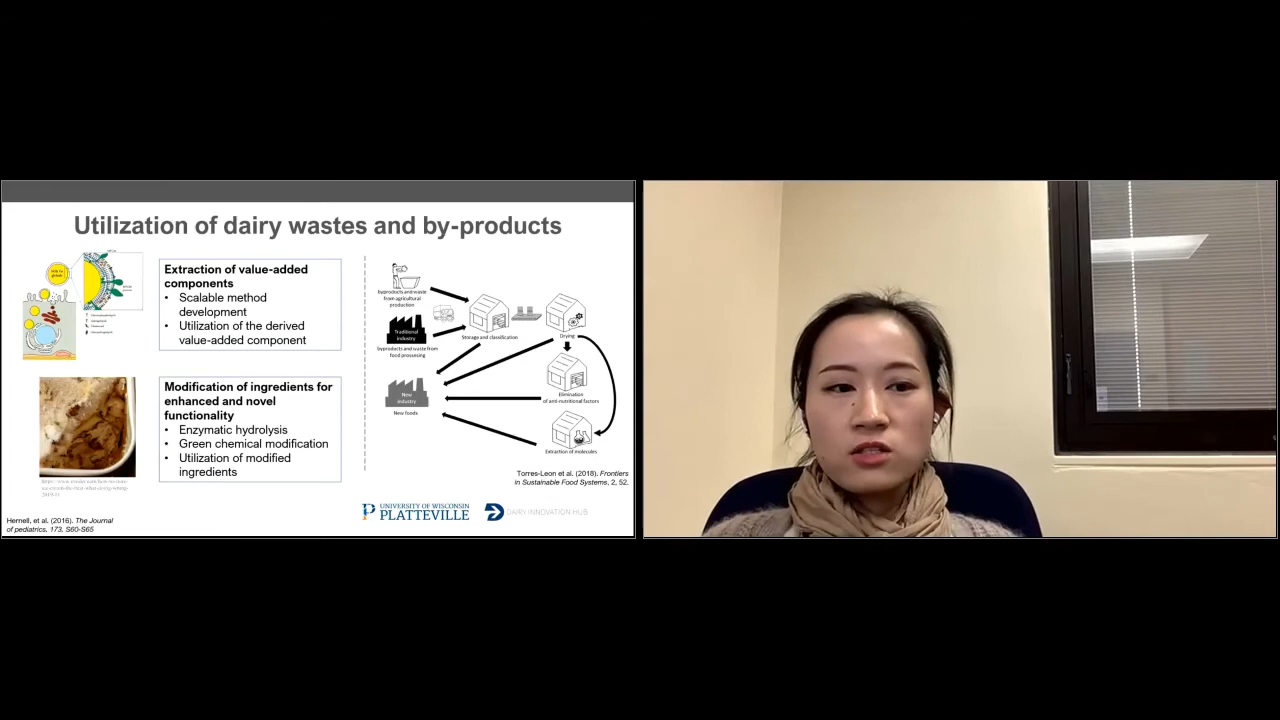 Utilization of dairy wastes and by-products
Extraction of value-added
components
• Scalable method
development
• Utilization of the derived
value-added component
Modification of ingredients for
enhanced and novel
functionality
• Enzymatic hydrolysis
• Green chemical modification
• Utilization of modified
ingredients
Hernell, et al. (2016). The Journal
of pediatrics, 173, S60-S65
byproducts and waste
from agricultural
production
Traditional
industry
byproducts and waste from
food processing
Storage and classification
Drying
New
industry
New foods
Elimination
of anti-nutritional factors
Extraction of molecules
Torres-Leon et al. (2018). Frontiers
in Sustainable Food Systems, 2, 52.
UNIVERSITY OF WISCONSIN
PLATTEVILLE
DAIRY INNOVATION HUB